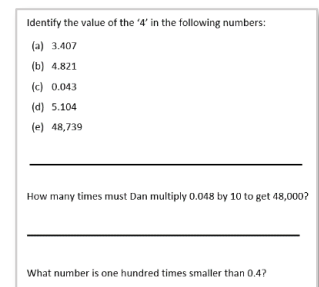 Identify the value of the ‘4’ in the following numbers:
(a) 3.407
(b) 4.821
(c) 0.043
(d) 5.104
(e) 48,739
How many times must Dan multiply 0.048 by 10 to get 48,000?
What number is one hundred times smaller than 0.4?